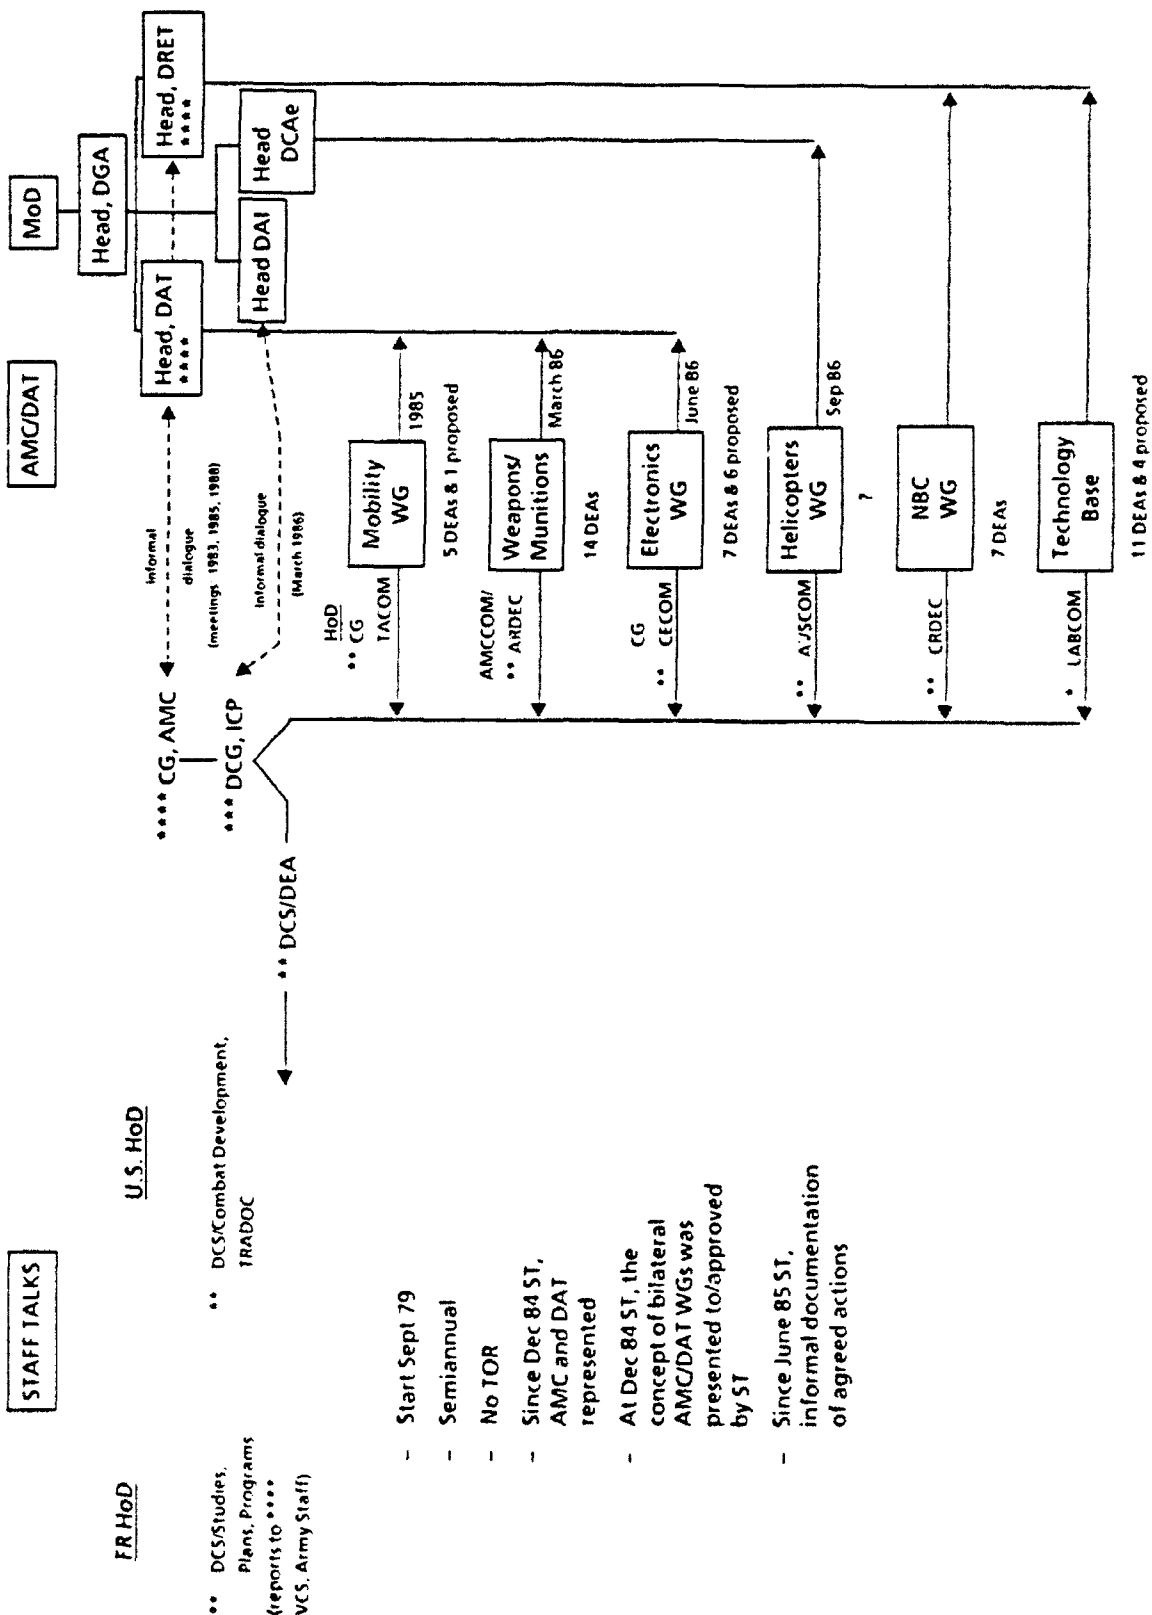 STAFF TALKS
FR HoD
** DCS/Studies,
Plans, Programs
(reports to ****
VCS, Army Staff)
U.S. HoD
** DCS/Combat Development,
TRADOC
- Start Sept 79
- Semiannual
- No TOR
- Since Dec 84 ST,
AMC and DAT
represented
- At Dec 84 ST, the
concept of bilateral
AMC/DAT WGs was
presented to/approved
by ST
- Since June 85 ST,
informal documentation
of agreed actions
AMC/DAT
MoD
Head, DGA
Head, DAT
****
Head, DRET
****
Head DAI
Head
DCAe
**** CG, AMC
*** DCG, ICP
** DCS/DEA
informal
dialogue
(meetings 1983, 1985, 1988)
Informal dialogue
(March 1986)
HoD
** CG
TACOM
Mobility
WG
1985
5 DEAs & 1 proposed
AMCCOM/
** ARDEC
Weapons/
Munitions
March 86
14 DEAs
CG
** CECOM
Electronics
WG
June 86
7 DEAs & 6 proposed
** AVSCOM
Helicopters
WG
Sep 86
?
** CRDEC
NBC
WG
7 DEAs
* LABCOM
Technology
Base
11 DEAs & 4 proposed